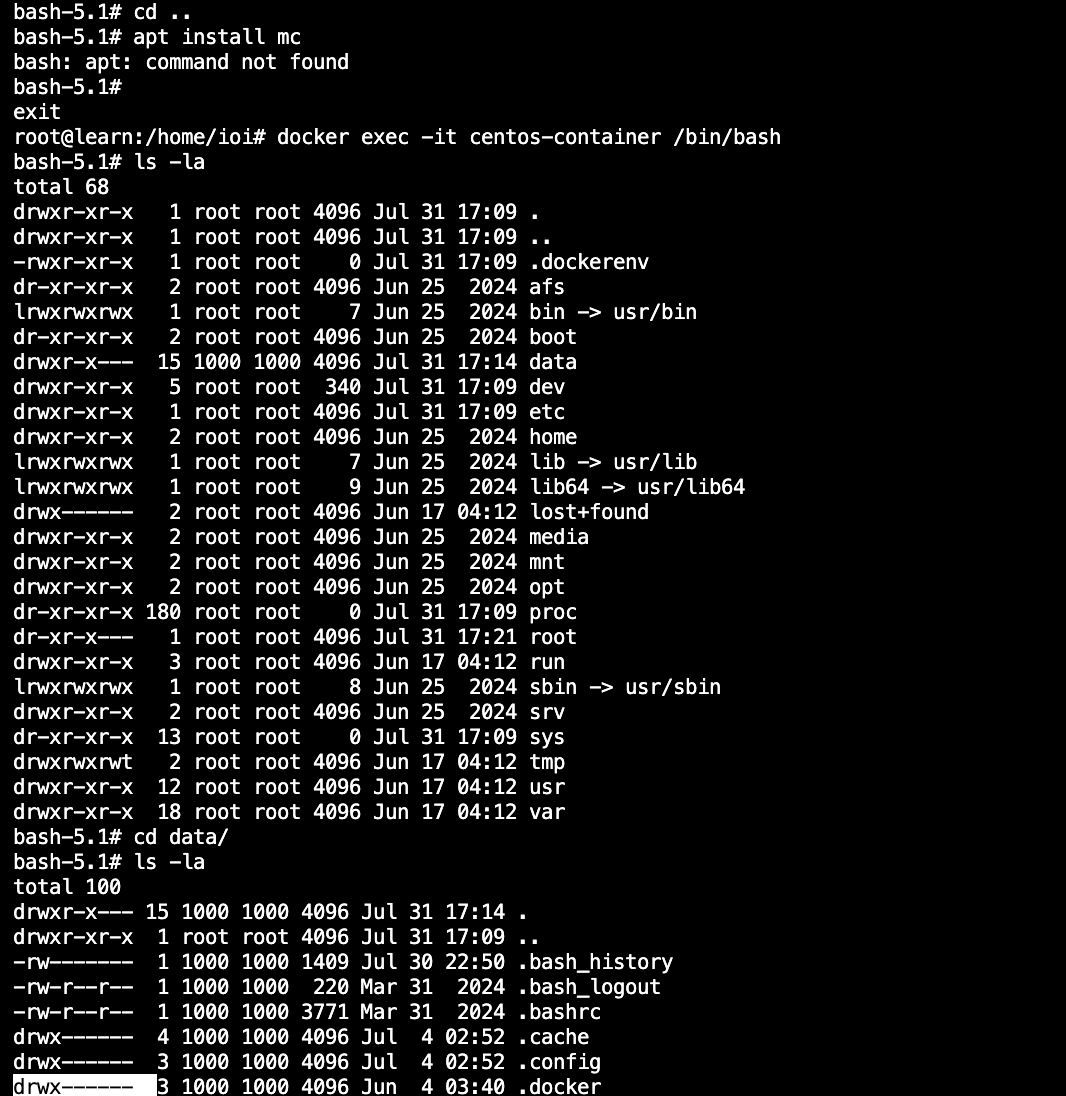 bash-5.1# cd ..
bash-5.1# apt install mc
bash: apt: command not found
bash-5.1#
exit
root@learn:/home/ioi# docker exec -it centos-container /bin/bash
bash-5.1# ls -la
total 68
drwxr-xr-x   1 root root 4096 Jul 31 17:09 .
drwxr-xr-x   1 root root 4096 Jul 31 17:09 ..
-rwxr-xr-x   1 root root    0 Jul 31 17:09 .dockerenv
dr-xr-xr-x   2 root root 4096 Jun 25  2024 afs
lrwxrwxrwx   1 root root    7 Jun 25  2024 bin -> usr/bin
dr-xr-xr-x   2 root root 4096 Jun 25  2024 boot
drwxr-x---  15 1000 1000 4096 Jul 31 17:14 data
drwxr-xr-x   5 root root  340 Jul 31 17:09 dev
drwxr-xr-x   1 root root 4096 Jul 31 17:09 etc
drwxr-xr-x   2 root root 4096 Jun 25  2024 home
lrwxrwxrwx   1 root root    7 Jun 25  2024 lib -> usr/lib
lrwxrwxrwx   1 root root    9 Jun 25  2024 lib64 -> usr/lib64
drwx------   2 root root 4096 Jun 17 04:12 lost+found
drwxr-xr-x   2 root root 4096 Jun 25  2024 media
drwxr-xr-x   2 root root 4096 Jun 25  2024 mnt
drwxr-xr-x   2 root root 4096 Jun 25  2024 opt
dr-xr-xr-x 180 root root    0 Jul 31 17:09 proc
dr-xr-x---   1 root root 4096 Jul 31 17:21 root
drwxr-xr-x   3 root root 4096 Jun 17 04:12 run
lrwxrwxrwx   1 root root    8 Jun 25  2024 sbin -> usr/sbin
drwxr-xr-x   2 root root 4096 Jun 25  2024 srv
dr-xr-xr-x  13 root root    0 Jul 31 17:09 sys
drwxrwxrwt   2 root root 4096 Jun 17 04:12 tmp
drwxr-xr-x  12 root root 4096 Jun 17 04:12 usr
drwxr-xr-x  18 root root 4096 Jun 17 04:12 var
bash-5.1# cd data/
bash-5.1# ls -la
total 100
drwxr-x--- 15 1000 1000 4096 Jul 31 17:14 .
drwxr-xr-x  1 root root 4096 Jul 31 17:09 ..
-rw-------  1 1000 1000 1409 Jul 30 22:50 .bash_history
-rw-r--r--  1 1000 1000  220 Mar 31  2024 .bash_logout
-rw-r--r--  1 1000 1000 3771 Mar 31  2024 .bashrc
drwx------  4 1000 1000 4096 Jul  4 02:52 .cache
drwx------  3 1000 1000 4096 Jul  4 02:52 .config
drwx------  3 1000 1000 4096 Jun  4 03:40 .docker